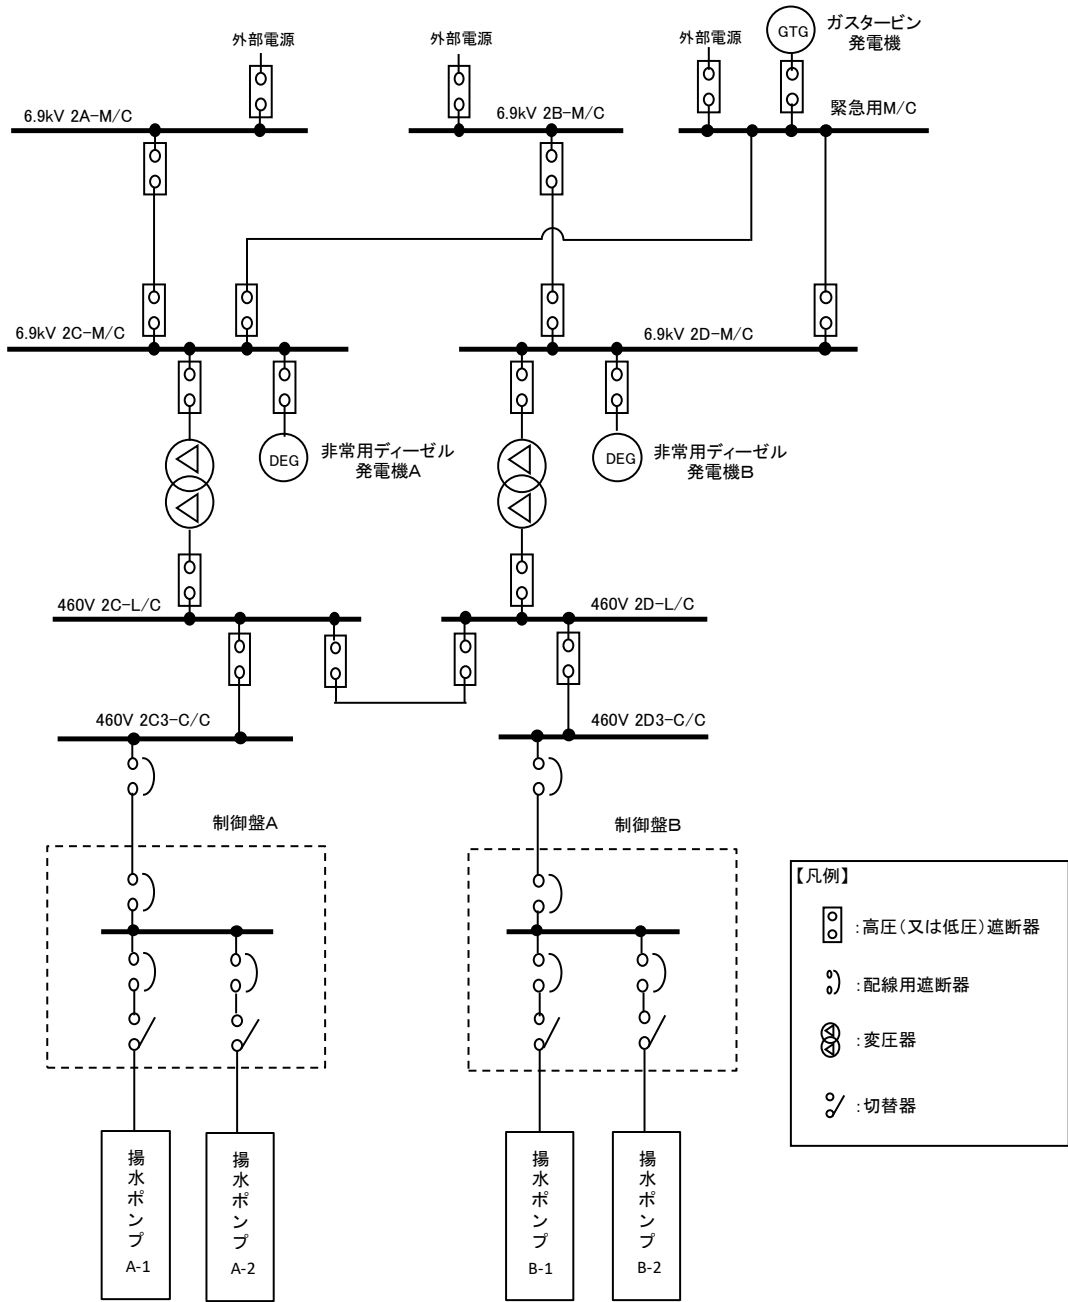 外部電源
外部電源
外部電源
GTG
ガスタービン
発電機
6.9kV 2A-M/C
6.9kV 2B-M/C
緊急用M/C
6.9kV 2C-M/C
6.9kV 2D-M/C
DEG
非常用ディーゼル
発電機A
DEG
非常用ディーゼル
発電機B
460V 2C-L/C
460V 2D-L/C
460V 2C3-C/C
460V 2D3-C/C
制御盤A
制御盤B
【凡例】
:高圧(又は低圧)遮断器
:配線用遮断器
:変圧器
:切替器
揚水ポンプ
A-1
揚水ポンプ
A-2
揚水ポンプ
B-1
揚水ポンプ
B-2